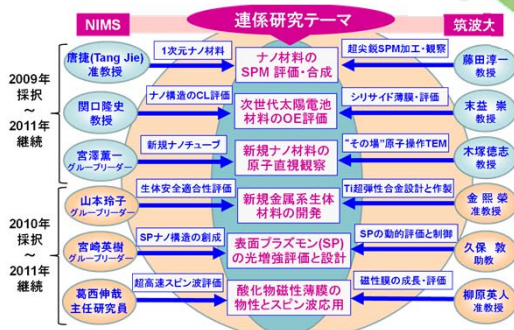 連係研究テーマ
NIMS
筑波大
2009年
採択
～
2011年
継続
唐捷(Tang Jie)
准教授
1次元ナノ材料
ナノ材料の
SPM 評価・合成
超尖鋭SPM加工・観察
藤田淳一
教授
関口隆史
教授
ナノ構造のCL評価
次世代太陽電池
材料のOE評価
シリサイド薄膜・評価
末益 崇
教授
宮澤薫一
教授
新規ナノチューブ
新規ナノ材料の
原子直視観察
"その場"原子操作TEM
木塚徳志
教授
2010年
採択
～
2011年
継続
山本玲子
グループリーダー
生体安全適合性評価
新規金属系生体
材料の開発
Ti超弾性合金設計と作製
金 熙榮
准教授
宮崎英樹
グループリーダー
SPナノ構造の創成
表面プラズモン(SP)
の光増強評価と設計
SPの動的評価と制御
久保 敦
助教
葛西伸哉
主任研究員
超高速スピン波評価
酸化物磁性薄膜の
物性とスピン波応用
磁性膜の成長・評価
柳原英人
准教授